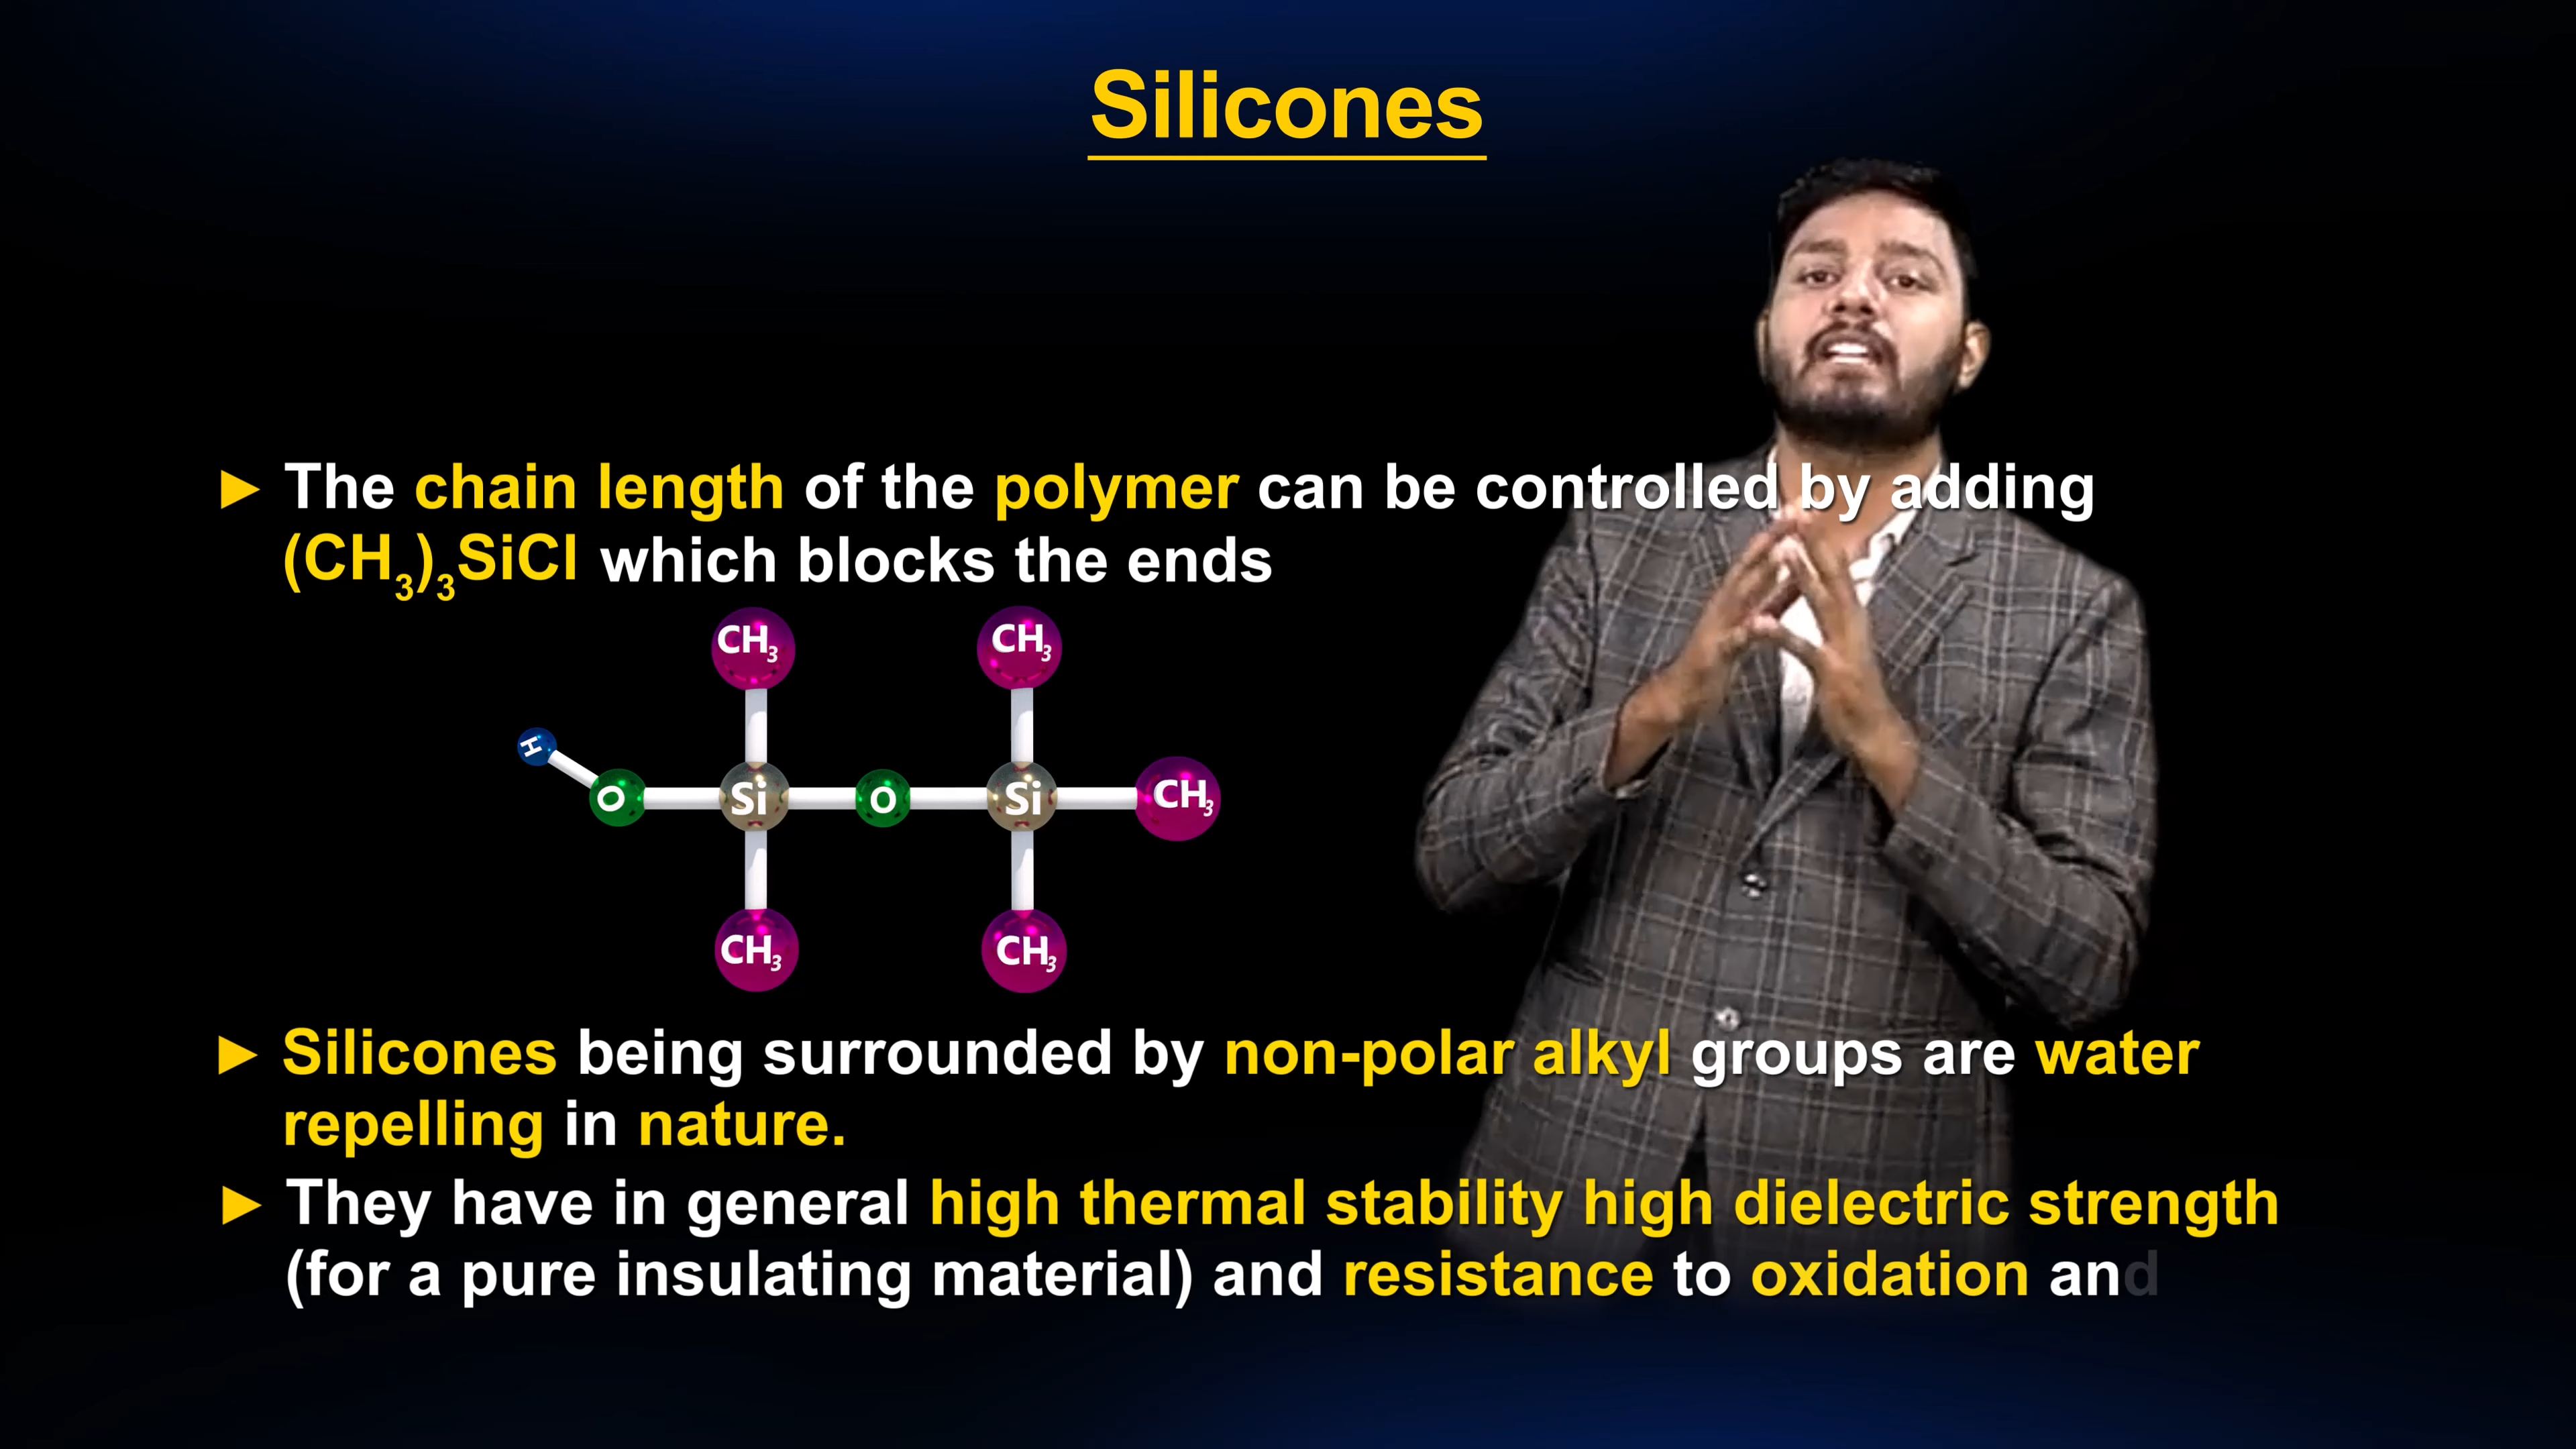 Silicones
► The chain length of the polymer can be controlled by adding
(CH₃)₃SiCl which blocks the ends
CH₃ CH₃
H
O Si O Si CH₃
CH₃ CH₃
► Silicones being surrounded by non-polar alkyl groups are water
repelling in nature.
► They have in general high thermal stability high dielectric strength
(for a pure insulating material) and resistance to oxidation and